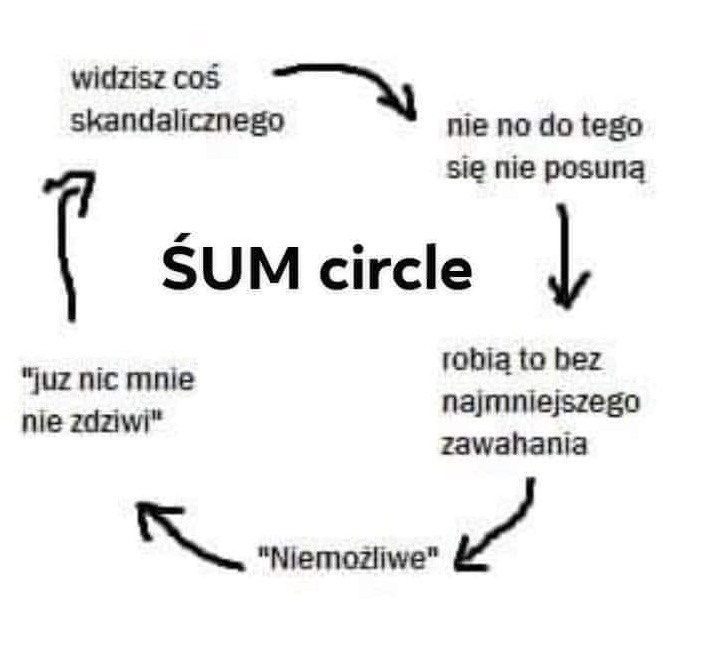 widzisz coś
skandalicznego
nie no do tego
się nie posuną
ŚUM circle
robią to bez
najmniejszego
zawahania
"Niemożliwe"
"juz nic mnie
nie zdziwi"